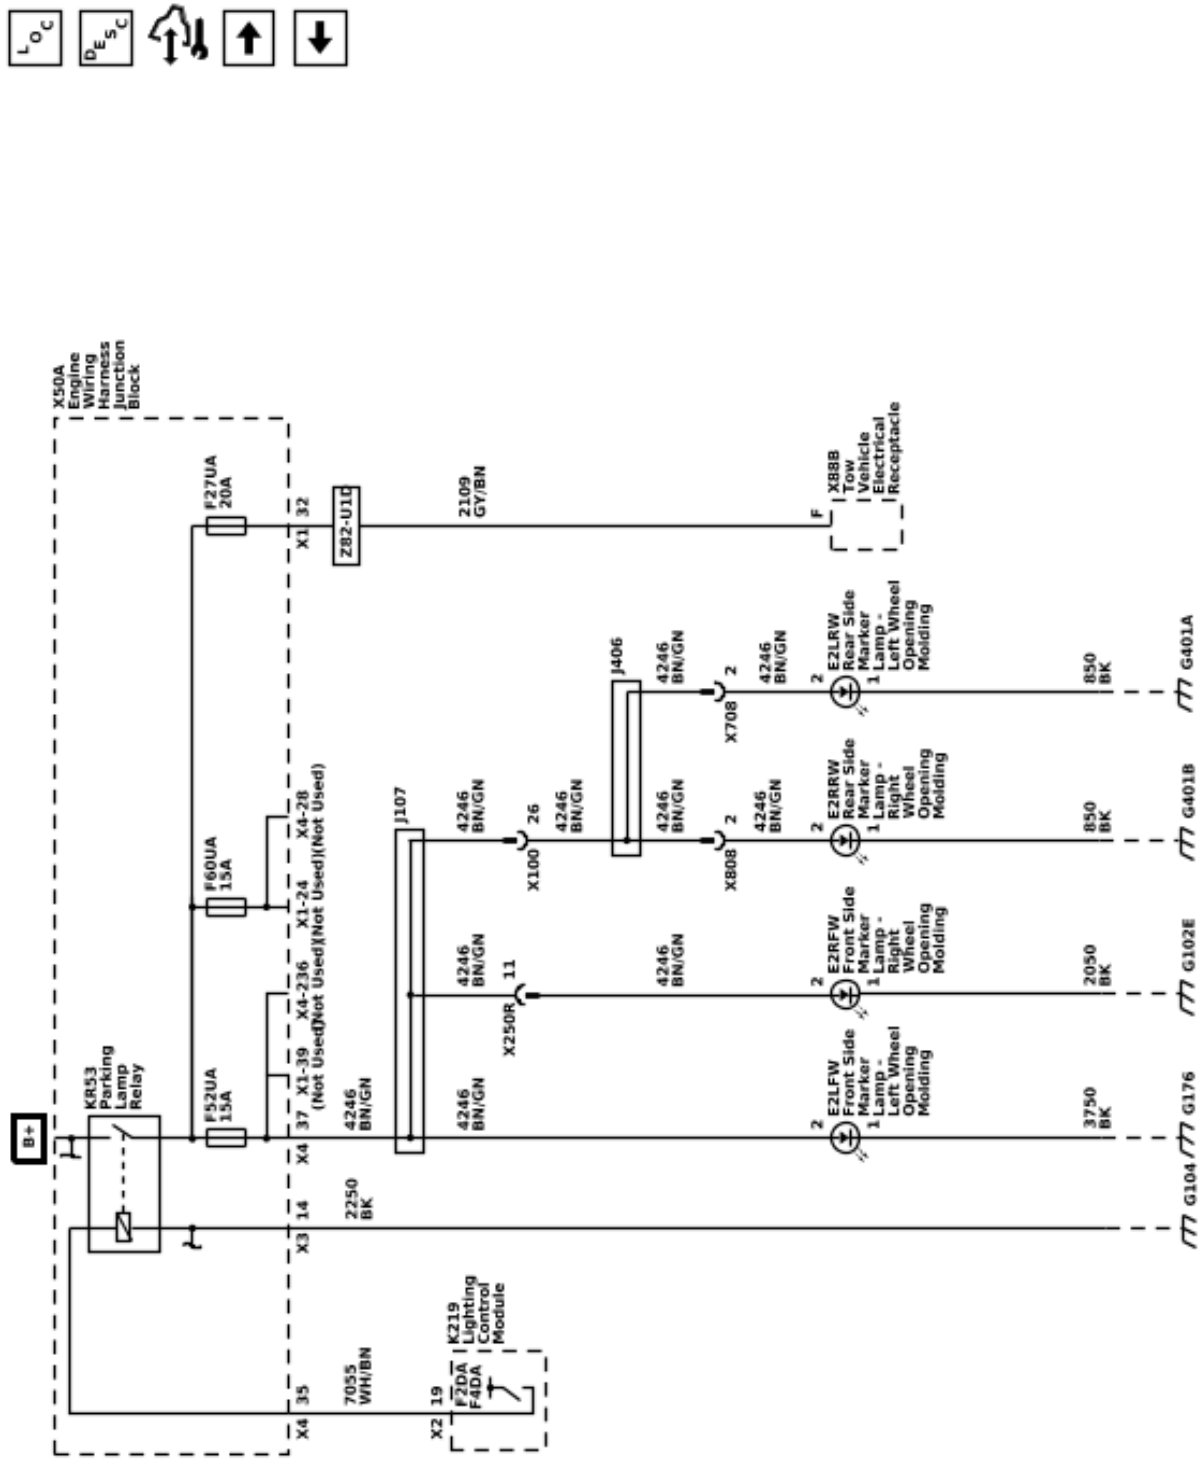 LOC
DESC
X50A
Engine
Wiring
Harness
Junction
Block
B+
KR53
Parking
Lamp
Relay
F52UA
15A
F60UA
15A
F27UA
20A
X4 35
X3 14
X4 37
X1-39
(Not Used)
X4-236
(Not Used)
X1-24
(Not Used)
X4-28
(Not Used)
X1 32
7055
WH/BN
2250
BK
4246
BN/GN
Z82-U1D
2109
GY/BN
J107
X2 19
K219
Lighting
Control
Module
F2DA
F4DA
4246
BN/GN
4246
BN/GN
4246
BN/GN
X250R 11
X100 26
4246
BN/GN
J406
4246
BN/GN
4246
BN/GN
4246
BN/GN
X808 2
X708 2
4246
BN/GN
4246
BN/GN
F
X88B
Tow
Vehicle
Electrical
Receptacle
2
1
E2LFW
Front Side
Marker
Lamp -
Left Wheel
Opening
Molding
2
1
E2RFW
Front Side
Marker
Lamp -
Right
Wheel
Opening
Molding
2
1
E2RRW
Rear Side
Marker
Lamp -
Right
Wheel
Opening
Molding
2
1
E2LRW
Rear Side
Marker
Lamp -
Left Wheel
Opening
Molding
3750
BK
2050
BK
850
BK
850
BK
G104
G176
G102E
G401B
G401A